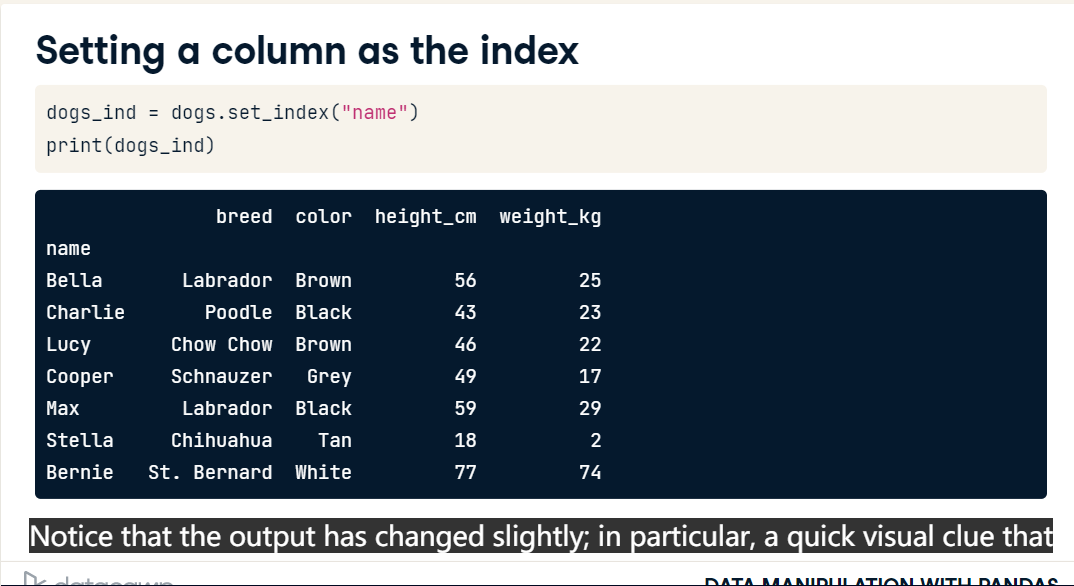 Setting a column as the index
dogs_ind = dogs.set_index("name")
print(dogs_ind)
breed color height_cm weight_kg
name
Bella Labrador Brown 56 25
Charlie Poodle Black 43 23
Lucy Chow Chow Brown 46 22
Cooper Schnauzer Grey 49 17
Max Labrador Black 59 29
Stella Chihuahua Tan 18 2
Bernie St. Bernard White 77 74
Notice that the output has changed slightly; in particular, a quick visual clue that
datacamp
DATA MANIPULATION WITH PANDAS